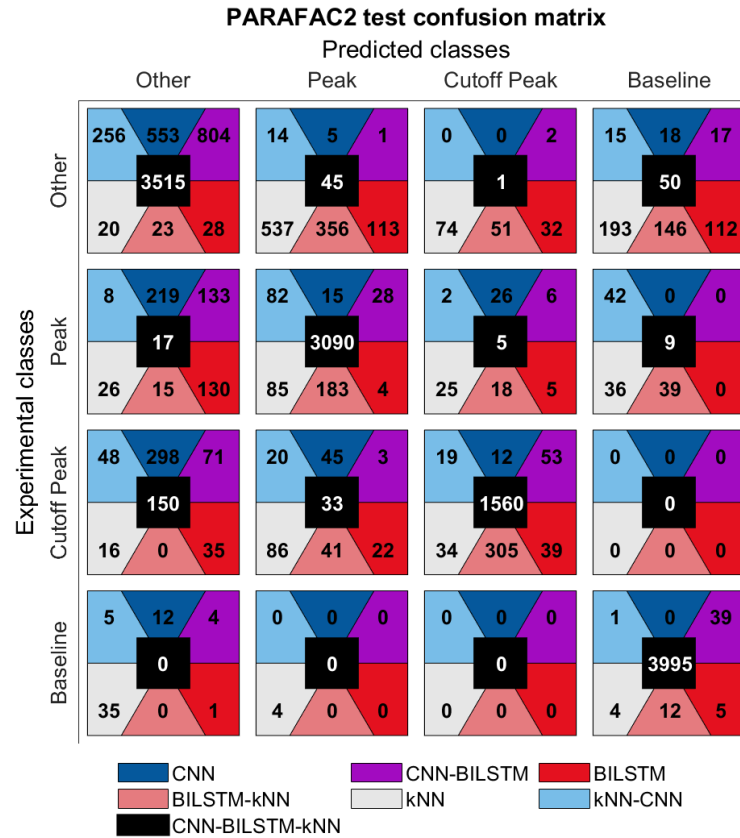 PARAFAC2 test confusion matrix
Predicted classes
Other Peak Cutoff Peak Baseline
Experimental classes
Other
256 553 804 14 5 1 0 0 2 15 18 17
3515 45 1 50
20 23 28 537 356 113 74 51 32 193 146 112
Peak
8 219 133 82 15 28 2 26 6 42 0 0
17 3090 5 9
26 15 130 85 183 4 25 18 5 36 39 0
Cutoff Peak
48 298 71 20 45 3 19 12 53 0 0 0
150 33 1560 0
16 0 35 86 41 22 34 305 39 0 0 0
Baseline
5 12 4 0 0 0 0 0 0 1 0 39
0 0 0 3995
35 0 1 4 0 0 0 0 0 4 12 5
CNN CNN-BILSTM BILSTM
BILSTM-kNN kNN kNN-CNN
CNN-BILSTM-kNN